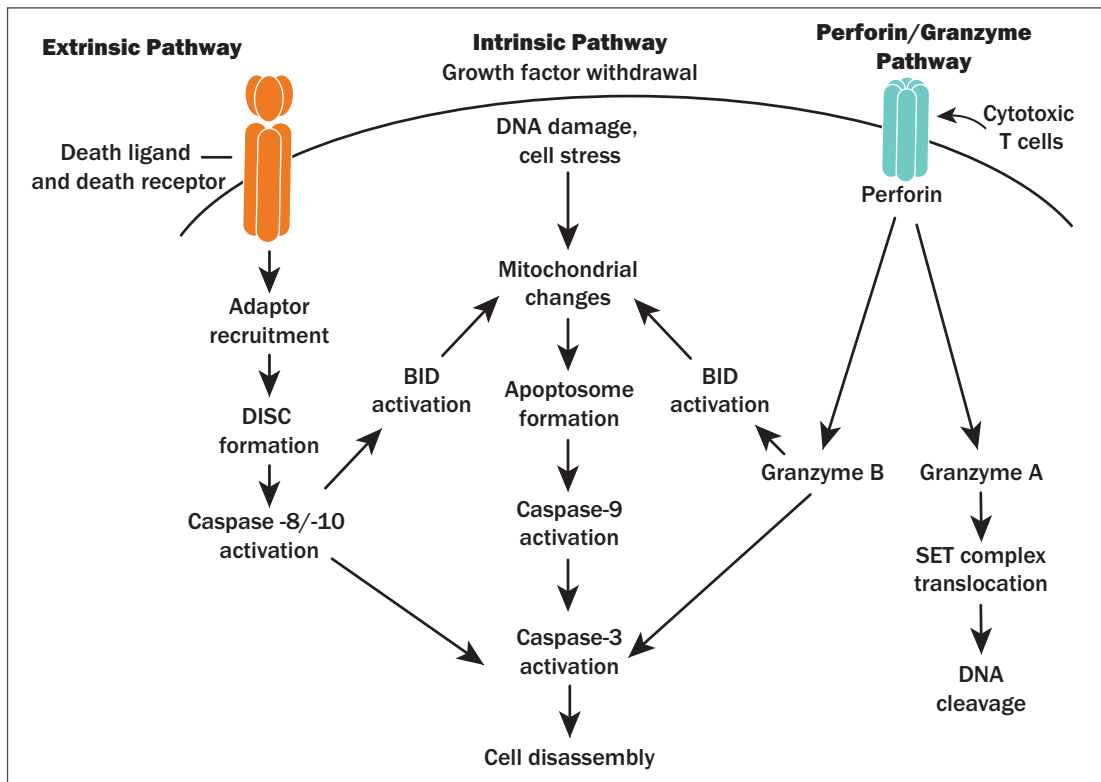 Extrinsic Pathway
Intrinsic Pathway
Growth factor withdrawal
Perforin/Granzyme
Pathway
Death ligand
and death receptor
DNA damage,
cell stress
Cytotoxic
T cells
Perforin
Adaptor
recruitment
Mitochondrial
changes
DISC
formation
BID
activation
Apoptosome
formation
BID
activation
Granzyme B
Granzyme A
Caspase -8/-10
activation
Caspase-9
activation
SET complex
translocation
Caspase-3
activation
DNA
cleavage
Cell disassembly